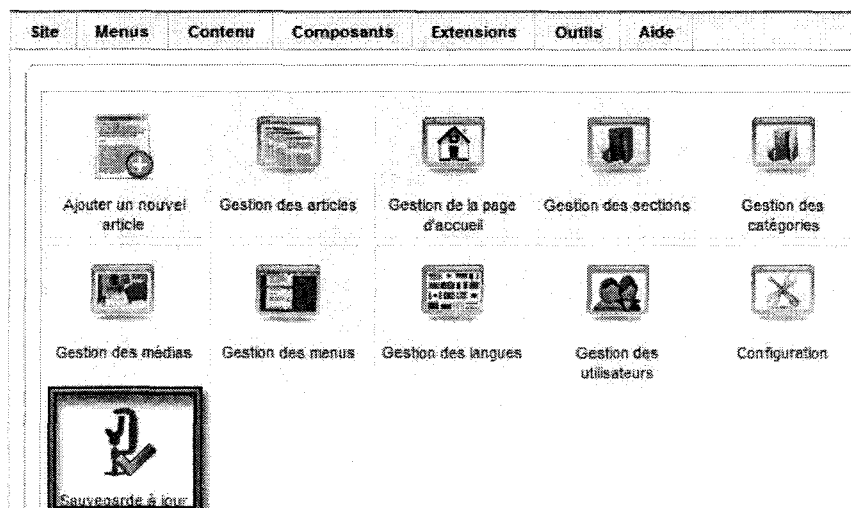 Site Menus Contenu Composants Extensions Outils Aide
Ajouter un nouvel article
Gestion des articles
Gestion de la page d'accueil
Gestion des sections
Gestion des catégories
Gestion des médias
Gestion des menus
Gestion des langues
Gestion des utilisateurs
Configuration
Sauvegarde à jour